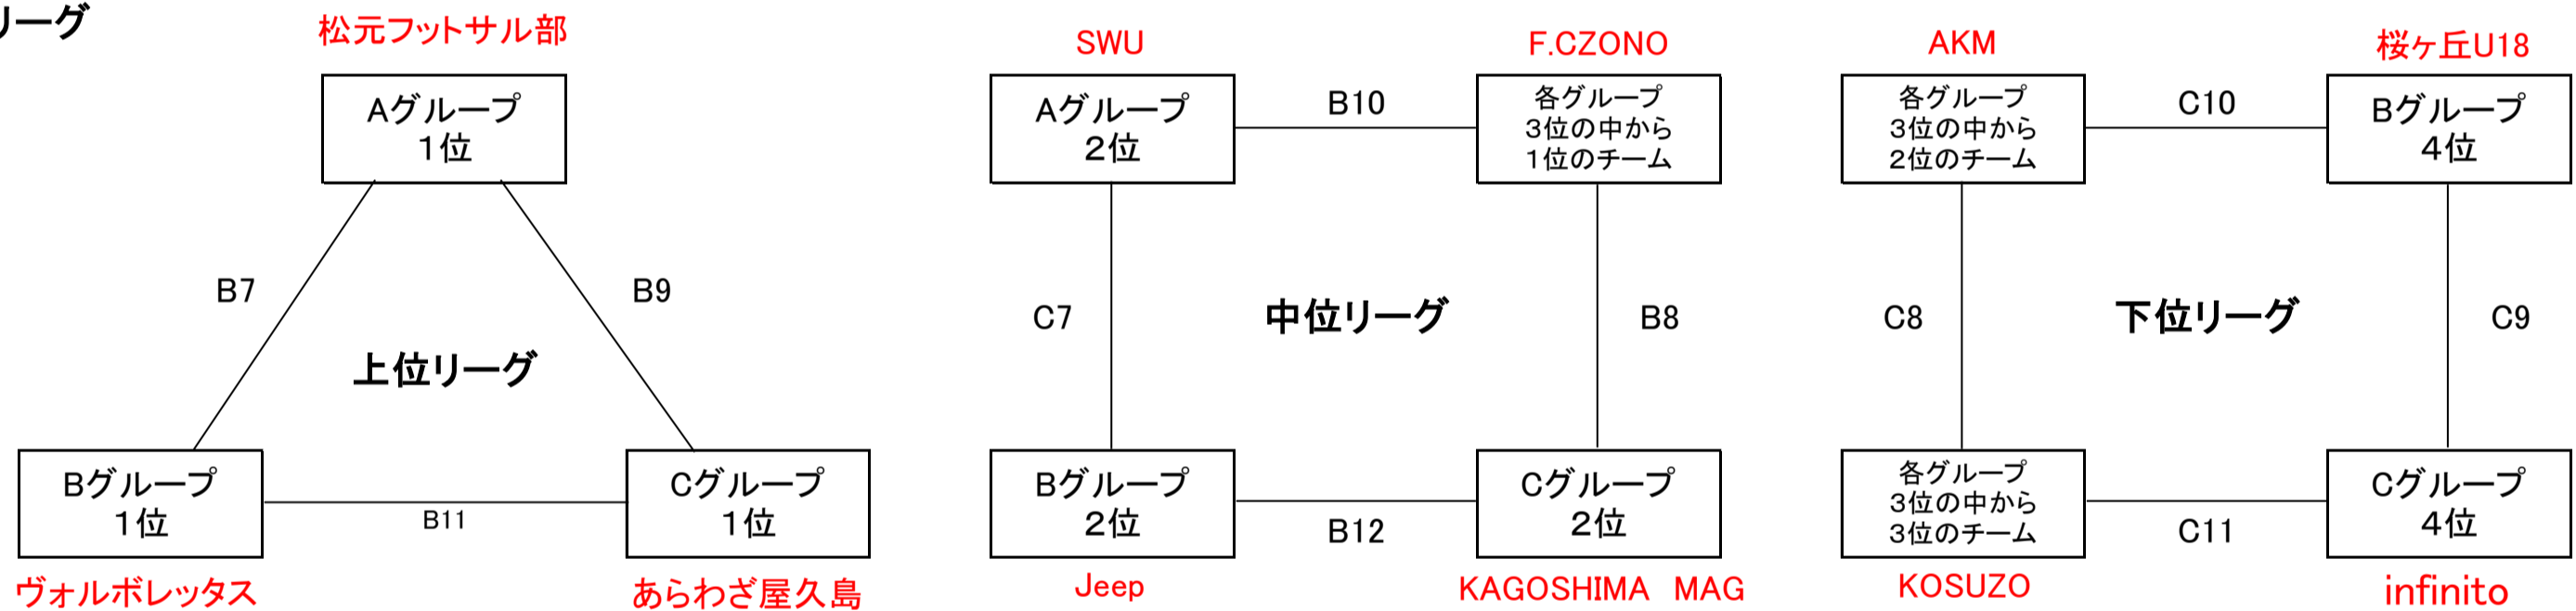 リーグ
松元フットサル部
Aグループ
1位
B7
B9
上位リーグ
Bグループ
1位
B11
Cグループ
1位
ヴォルボレッタス
あらわざ屋久島
SWU
F.CZONO
Aグループ
2位
B10
各グループ
3位の中から
1位のチーム
C7
中位リーグ
B8
Bグループ
2位
B12
Cグループ
2位
Jeep
KAGOSHIMA　MAG
AKM
桜ヶ丘U18
各グループ
3位の中から
2位のチーム
C10
Bグループ
4位
C8
下位リーグ
C9
各グループ
3位の中から
3位のチーム
C11
Cグループ
4位
KOSUZO
infinito